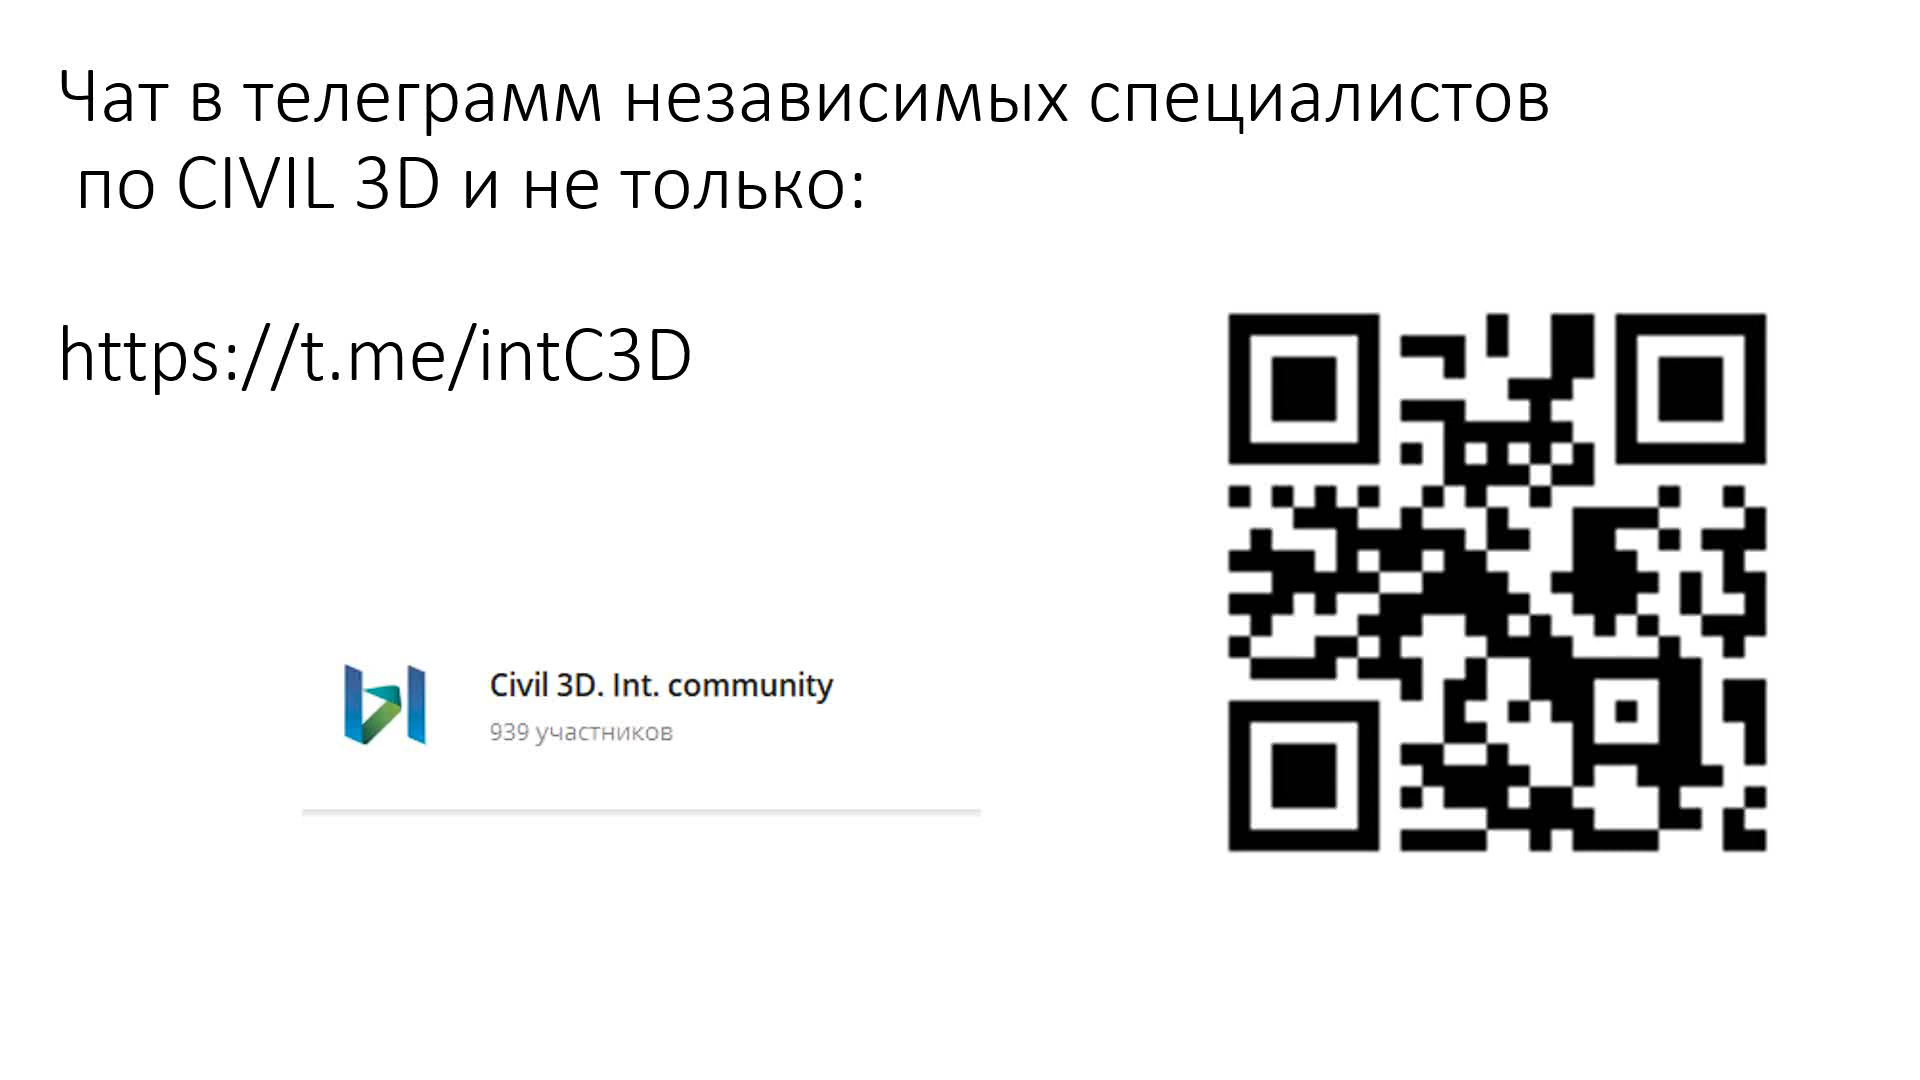 Чат в телеграмм независимых специалистов
по CIVIL 3D и не только:
https://t.me/intC3D
Civil 3D. Int. community
939 участников